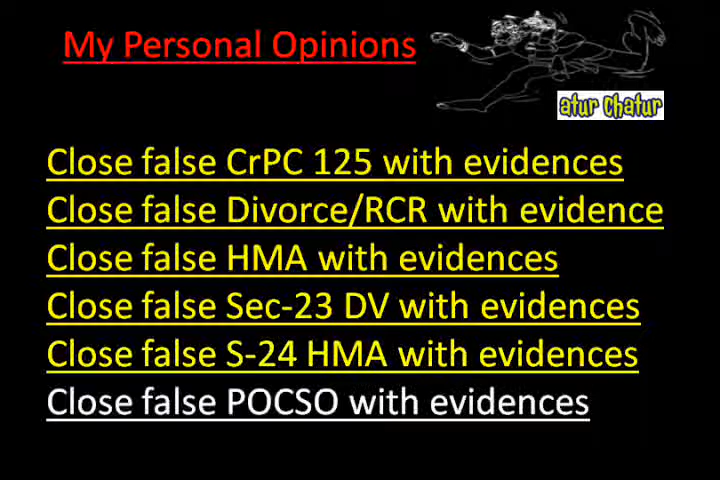 My Personal Opinions
atur Chatur
Close false CrPC 125 with evidences
Close false Divorce/RCR with evidence
Close false HMA with evidences
Close false Sec-23 DV with evidences
Close false S-24 HMA with evidences
Close false POCSO with evidences